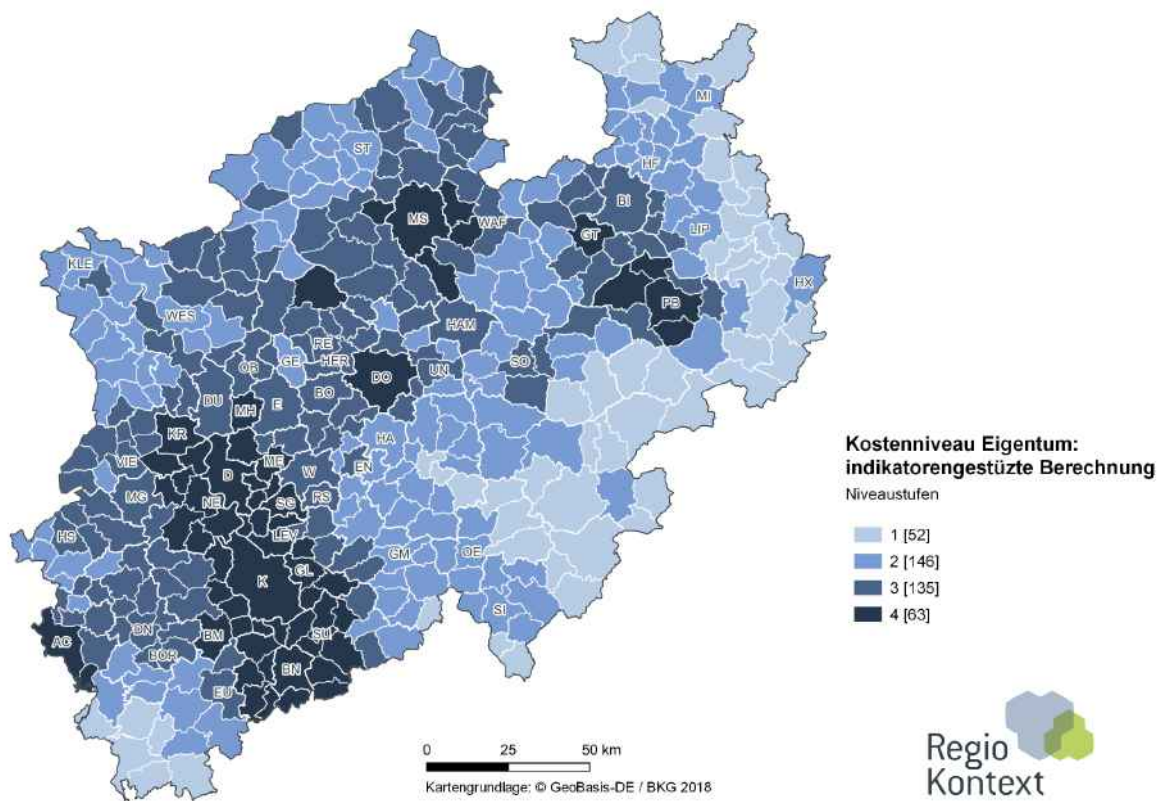 MI
ST
HF
BI
MS
WAF
GT
LIP
KLE
HX
PB
WES
HAM
RE
SO
OB
GE
HER
DO
UN
DU
MH
E
BO
KR
HA
VIE
D
ME
W
EN
MG
NE
SG
RS
HS
LEV
GM
OE
K
GL
SI
AC
DN
BM
SU
BOR
BN
EU
Kostenniveau Eigentum:
indikatorengestützte Berechnung
Niveaustufen
1 [52]
2 [146]
3 [135]
4 [63]
0 25 50 km
Kartengrundlage: © GeoBasis-DE / BKG 2018
Regio
Kontext